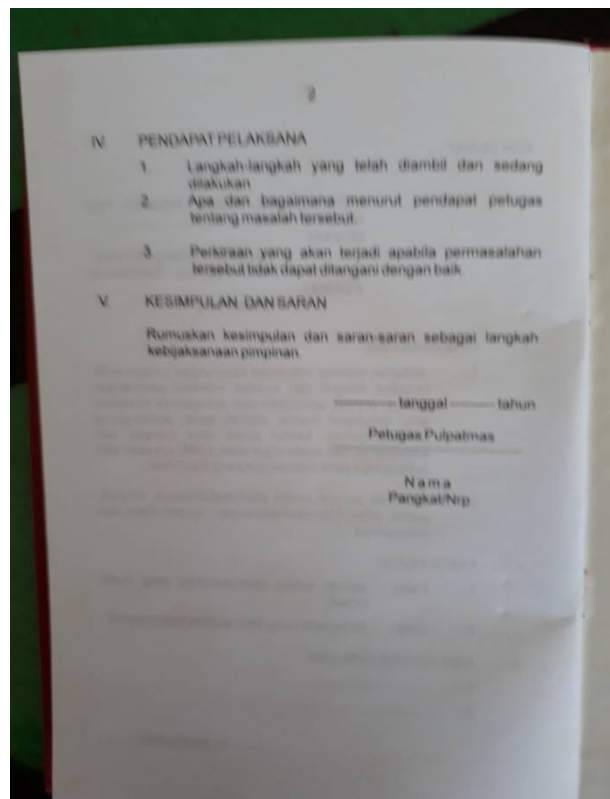 2
IV. PENDAPAT PELAKSANA
1. Langkah-langkah yang telah diambil dan sedang
dilakukan
2. Apa dan bagaimana menurut pendapat petugas
tentang masalah tersebut.
3. Perkiraan yang akan terjadi apabila permasalahan
tersebut tidak dapat ditangani dengan baik.
V. KESIMPULAN DAN SARAN
Rumuskan kesimpulan dan saran-saran sebagai langkah
kebijaksanaan pimpinan.
------------ tanggal --------- tahun
Petugas Pulpatmas
N a m a
Pangkat/Nrp